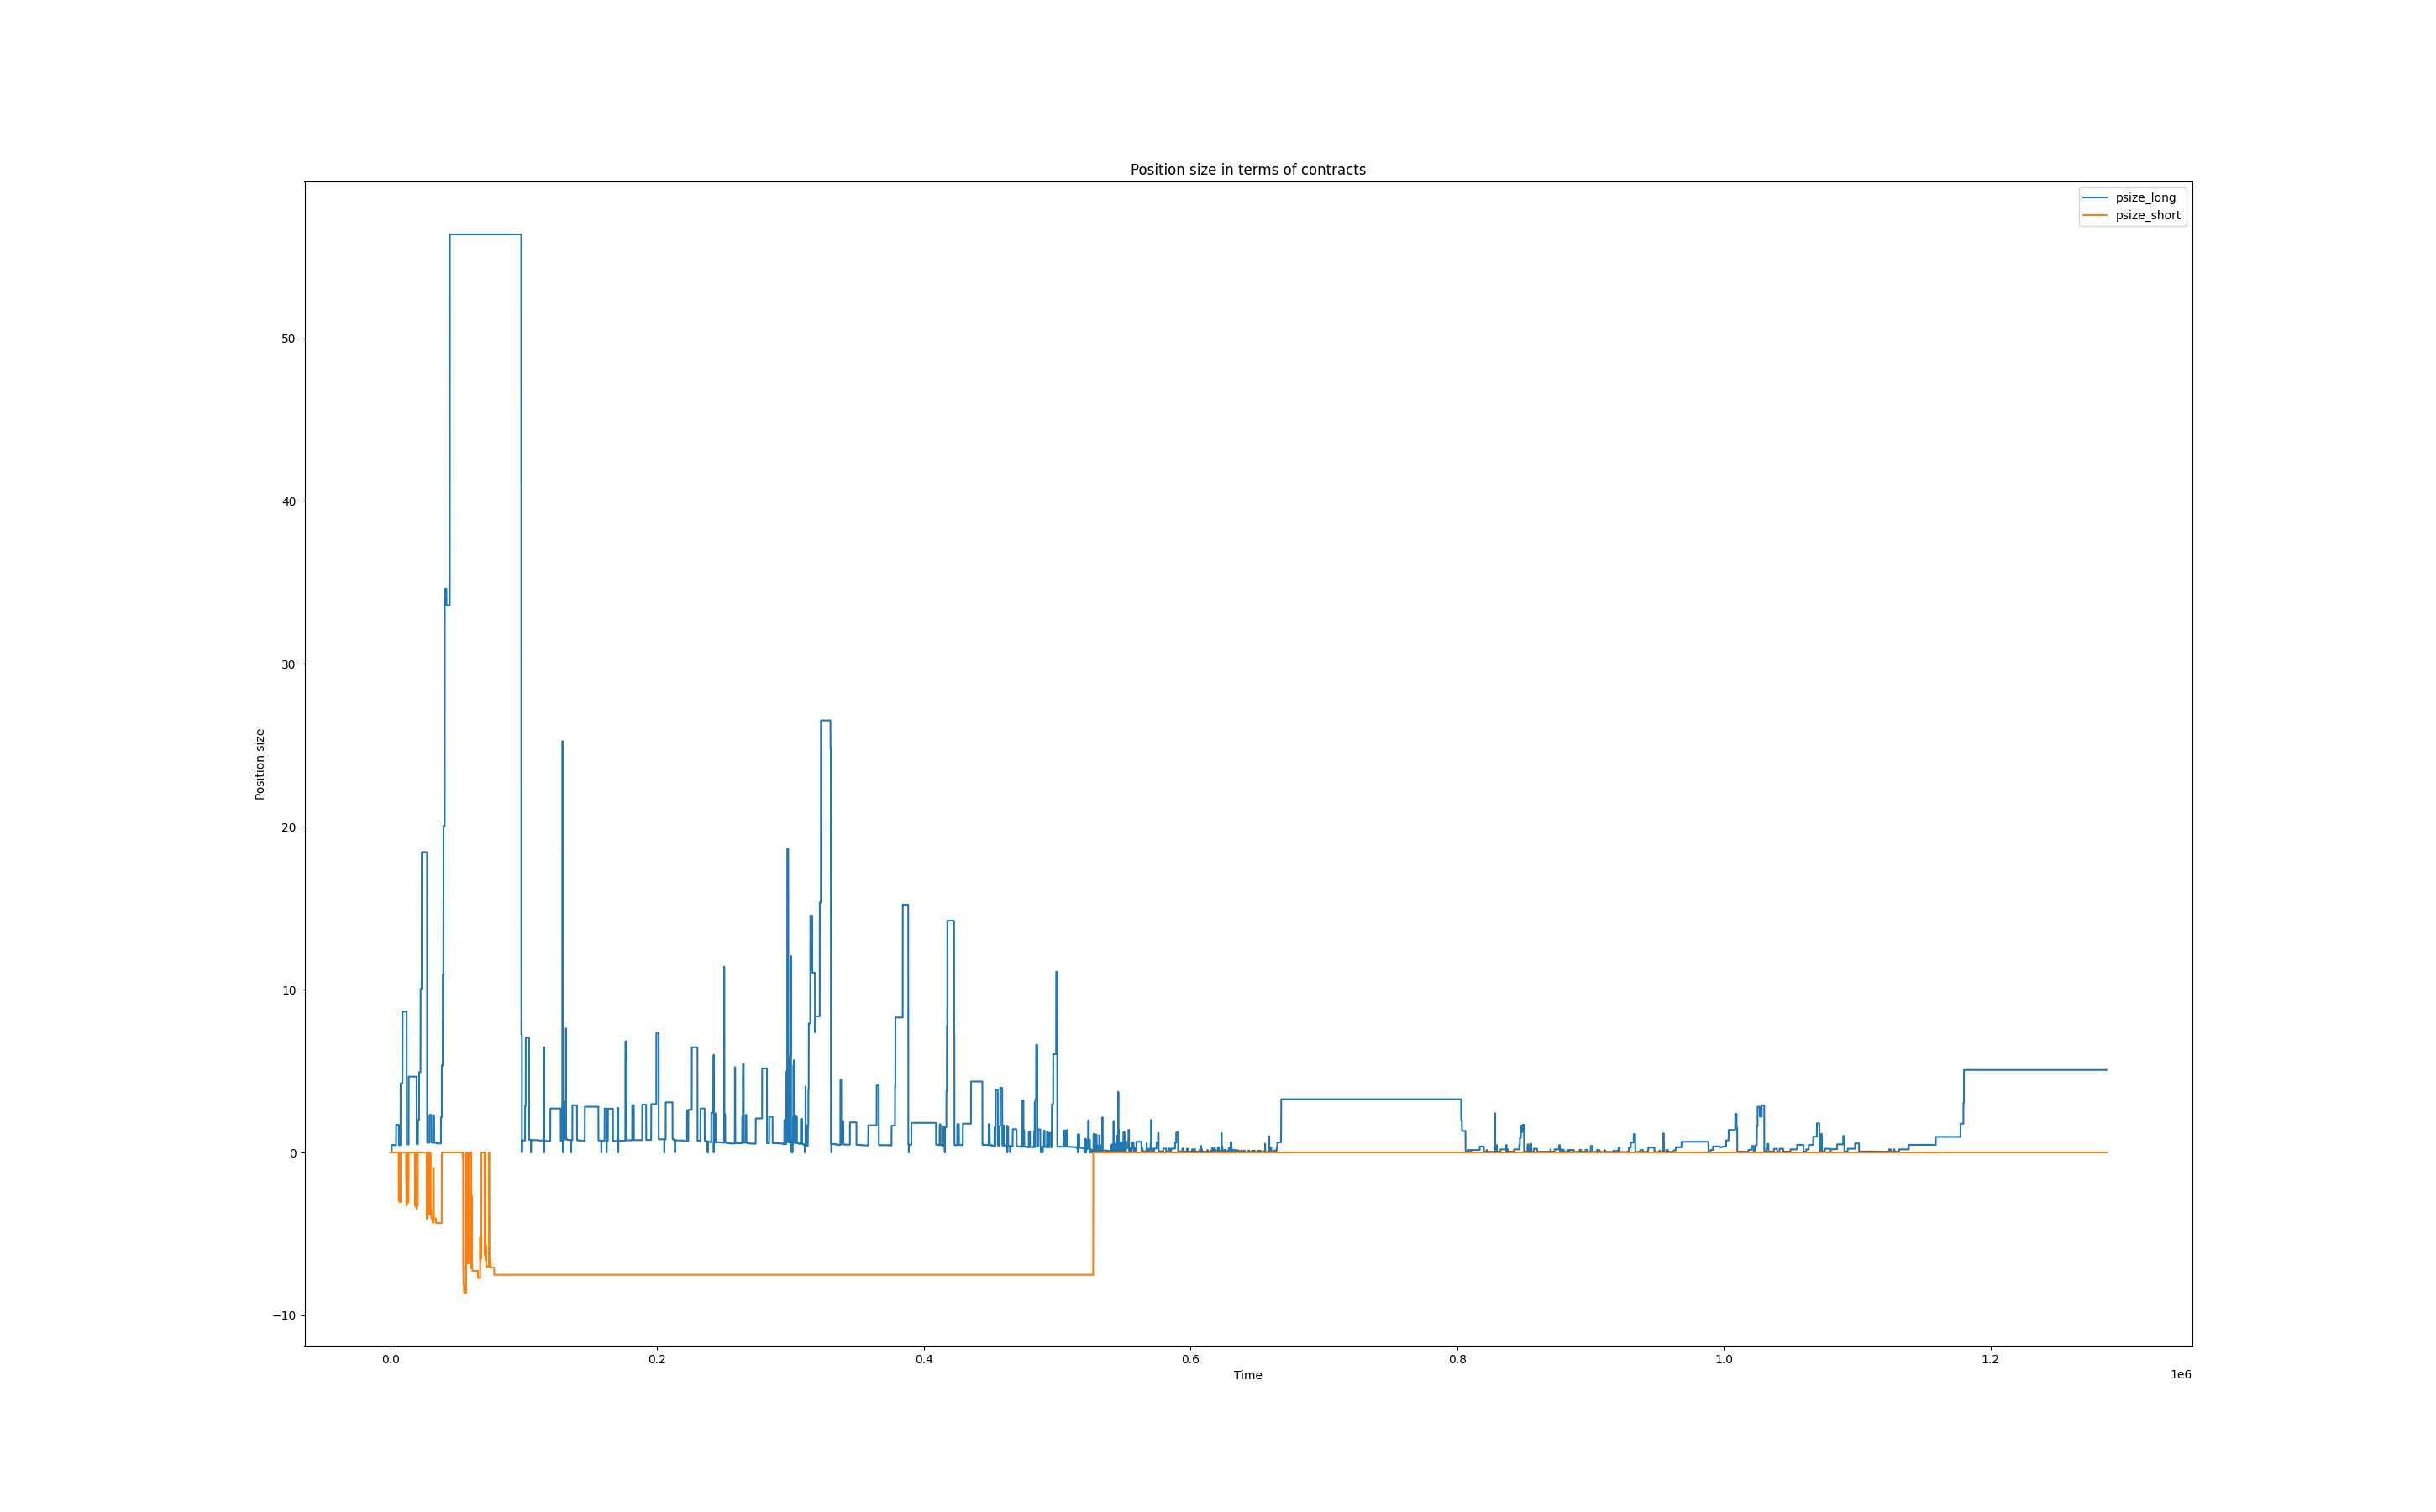 Position size in terms of contracts
psize_long
psize_short
50
40
30
20
10
0
−10
Position size
0.0 0.2 0.4 0.6 0.8 1.0 1.2
Time
1e6